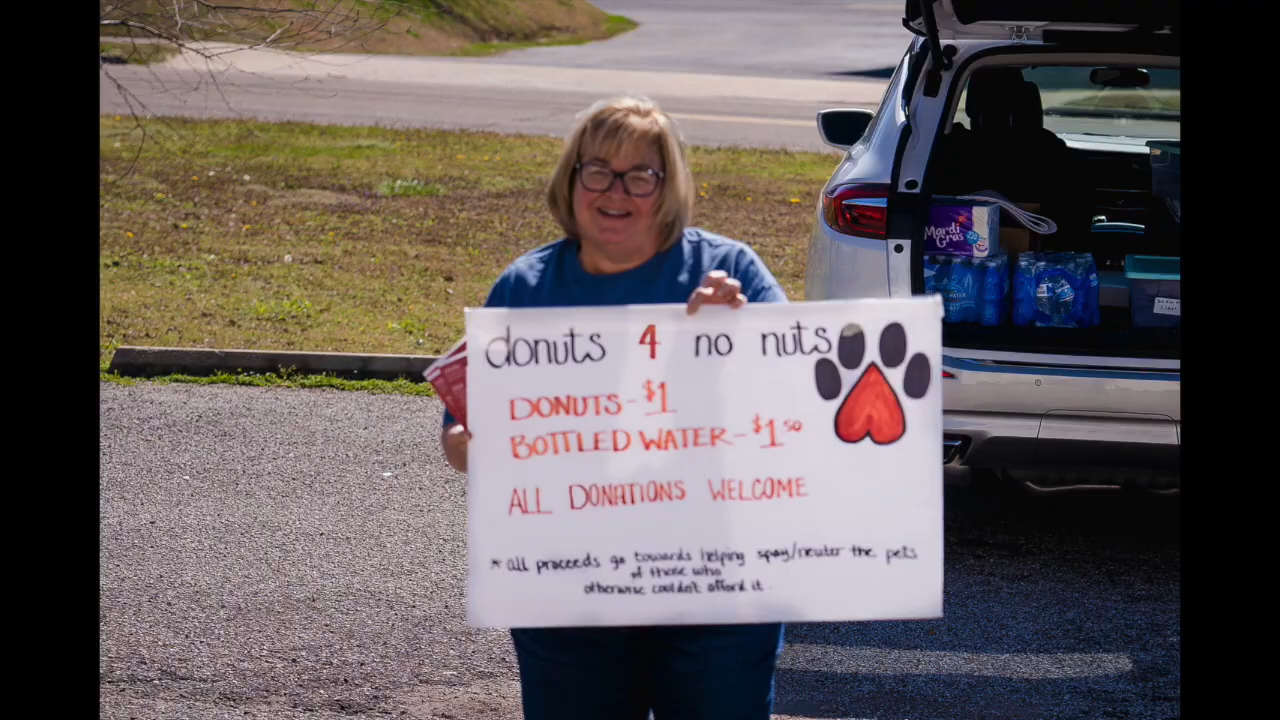 donuts 4 no nuts
DONUTS-$1
BOTTLED WATER-$1 50
ALL DONATIONS WELCOME
*all proceeds go towards helping spay/neuter the pets
of those who
otherwise couldn't afford it.
Mardi
Gras
WATER